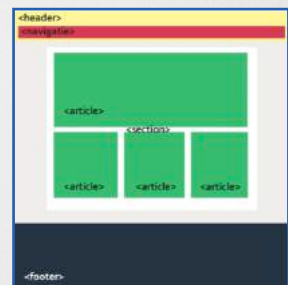 <header>
<navigatie>
<article>
<section>
<article> <article> <article>
<footer>